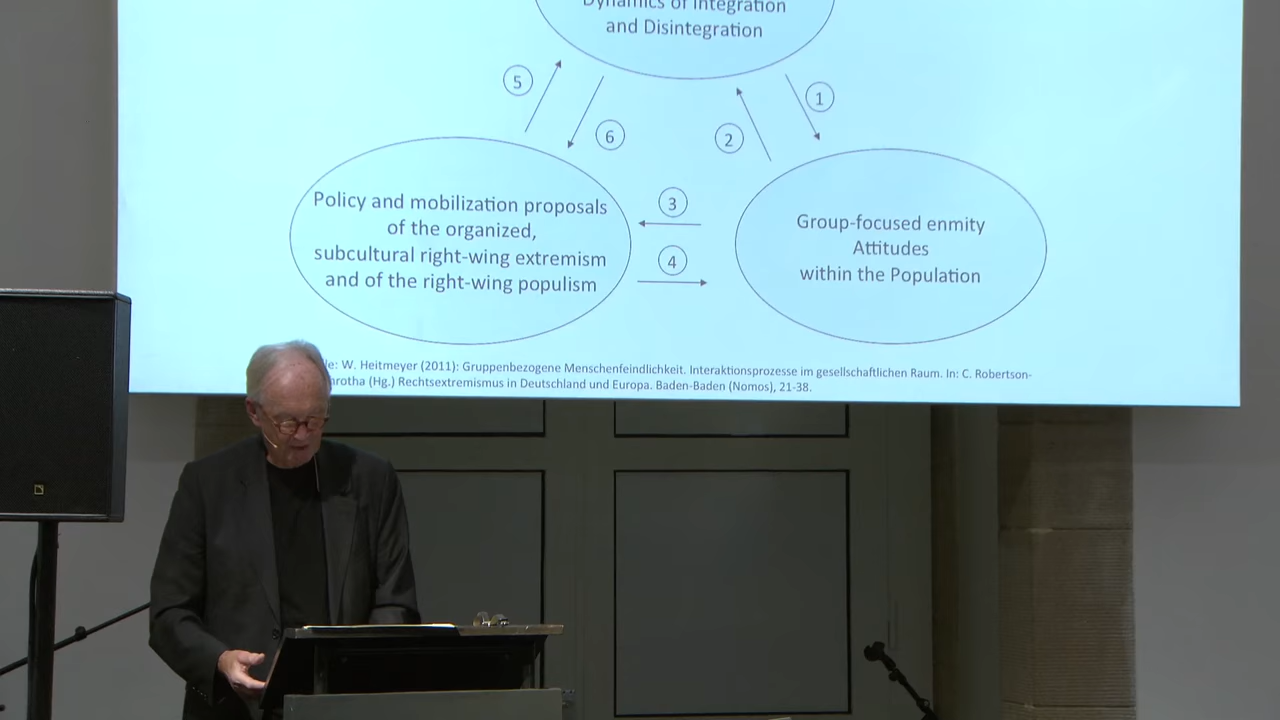 Dynamics of Integration
and Disintegration
5
1
6
2
Policy and mobilization proposals
of the organized,
subcultural right-wing extremism
and of the right-wing populism
3
4
Group-focused enmity
Attitudes
within the Population
le: W. Heitmeyer (2011): Gruppenbezogene Menschenfeindlichkeit. Interaktionsprozesse im gesellschaftlichen Raum. In: C. Robertson-
rotha (Hg.) Rechtsextremismus in Deutschland und Europa. Baden-Baden (Nomos), 21-38.